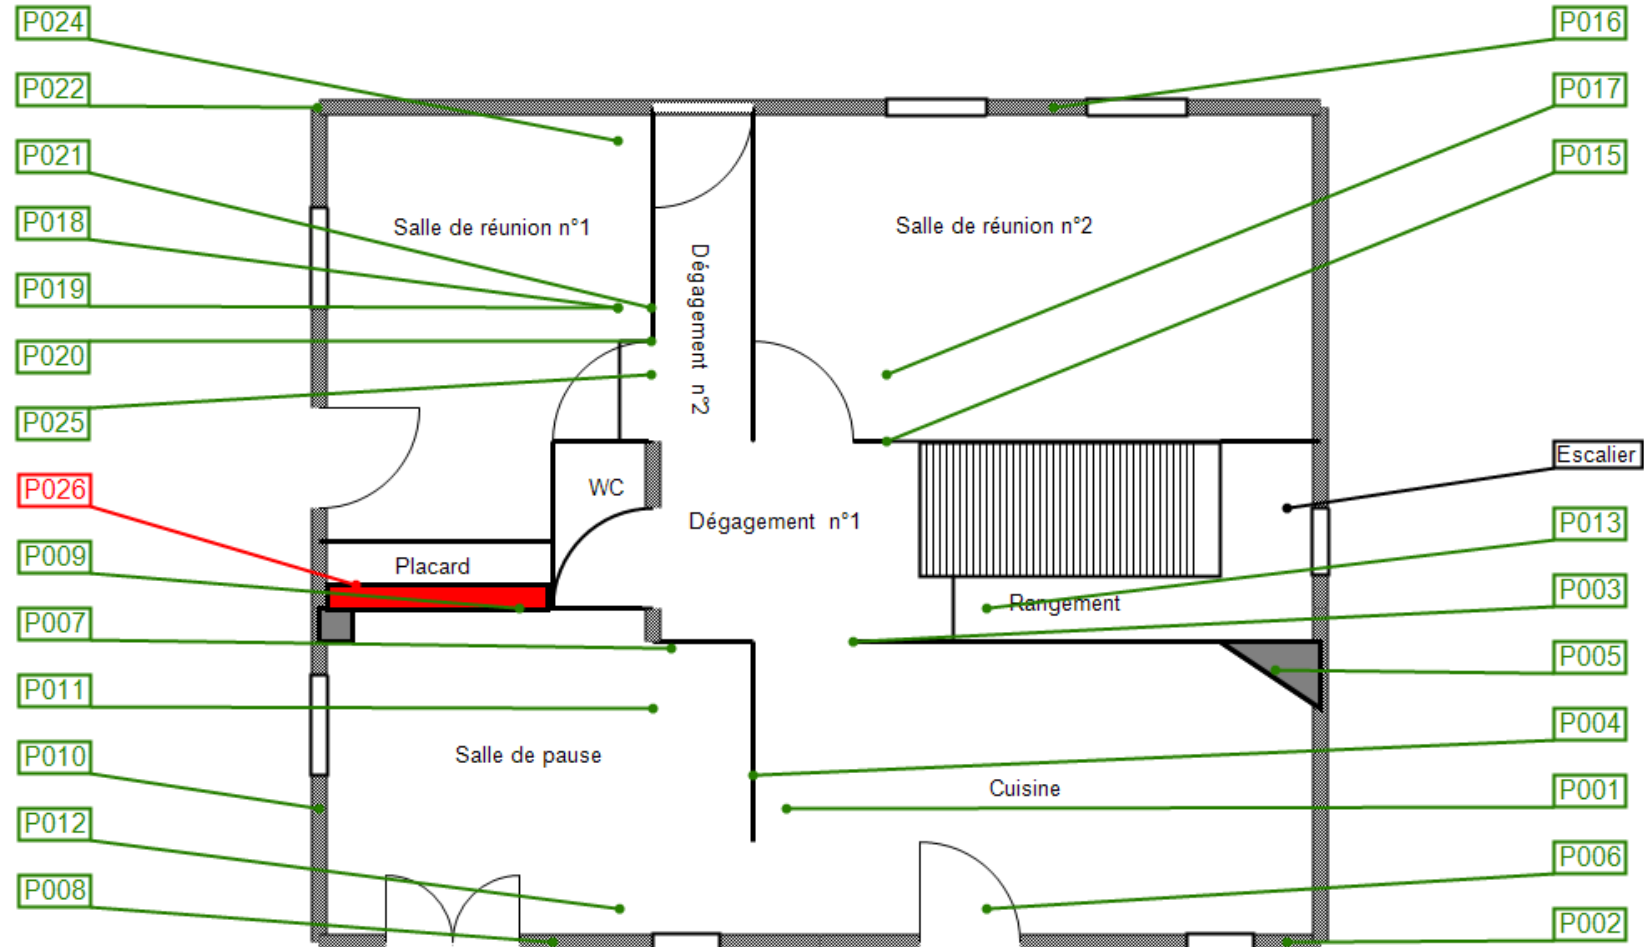 P024
P016
P022
P017
P021
P015
P018
Salle de réunion n°1
Salle de réunion n°2
P019
Dégagement n°2
P020
P025
Escalier
P026
WC
Dégagement n°1
P013
P009
Placard
P003
Rangement
P007
P005
P011
P004
P010
Salle de pause
Cuisine
P001
P012
P006
P008
P002